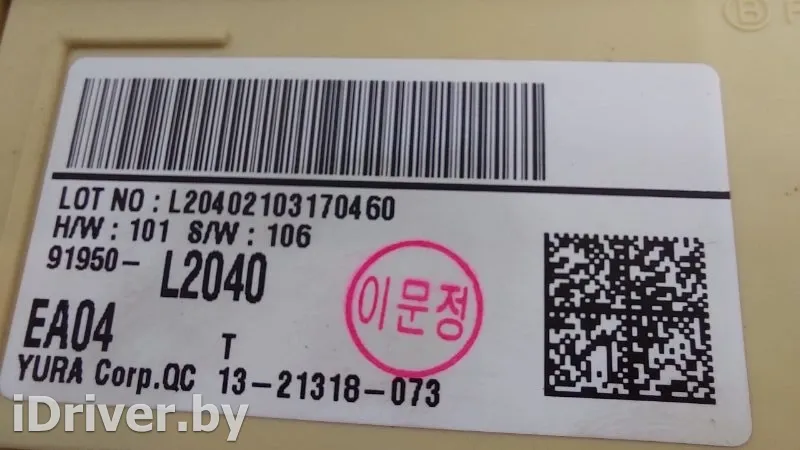 B
LOT NO : L20402103170460
H/W : 101 S/W : 106
91950- L2040
이문정
EA04 T
YURA Corp.QC 13-21318-073
iDriver.by